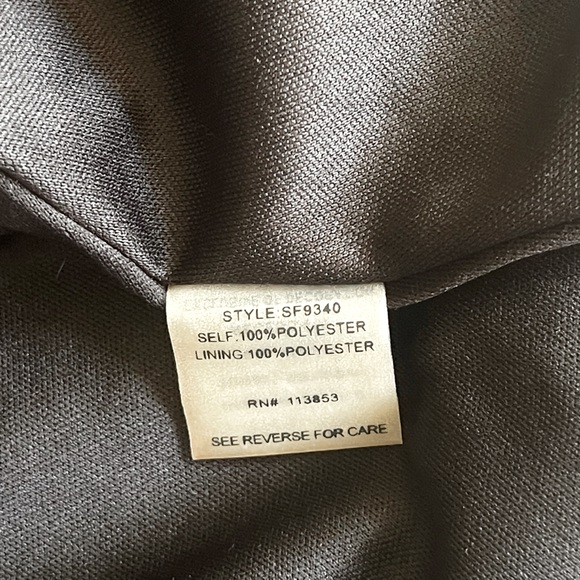 STYLE:SF9340
SELF:100%POLYESTER
LINING:100%POLYESTER
RN# 113853
SEE REVERSE FOR CARE